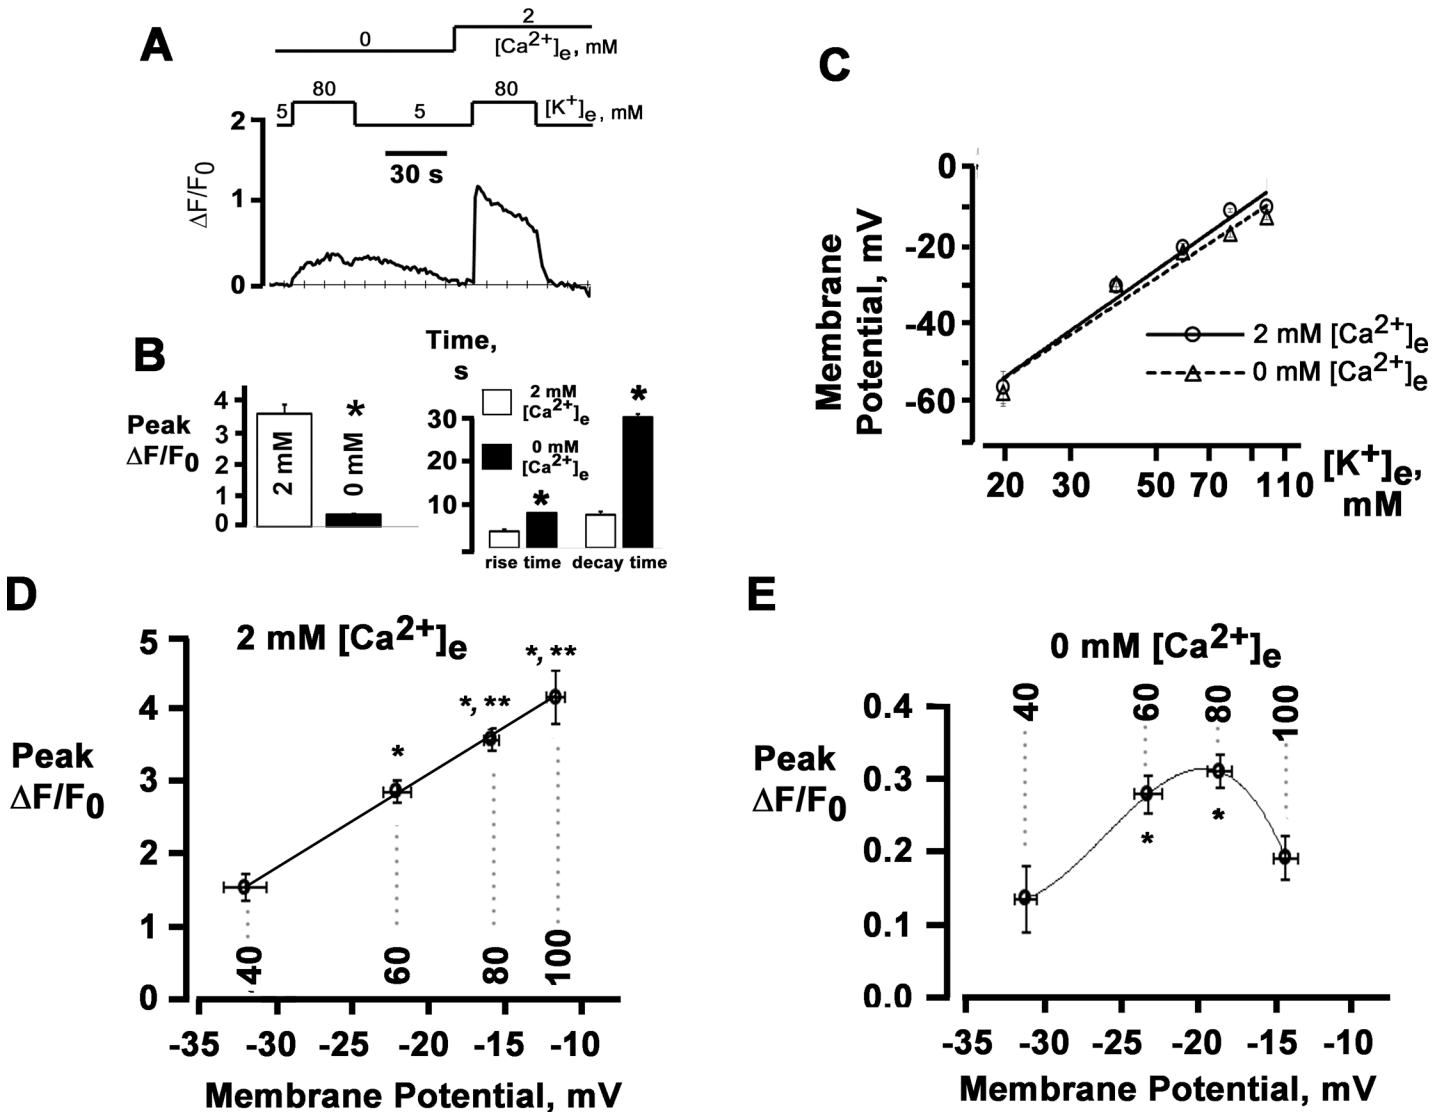 A
0
2
[Ca2+]e, mM
5
80
5
80
[K+]e, mM
2
1
0
ΔF/F0
30 s
B
Peak
ΔF/F0
4
3
2
1
0
2 mM
0 mM
*
Time,
s
30
20
10
2 mM
[Ca2+]e
0 mM
[Ca2+]e
*
*
rise time
decay time
C
Membrane
Potential, mV
0
-20
-40
-60
2 mM [Ca2+]e
0 mM [Ca2+]e
20 30 50 70 110
[K+]e,
mM
D
2 mM [Ca2+]e
Peak
ΔF/F0
5
4
3
2
1
0
*
*, **
*, **
40
60
80
100
-35 -30 -25 -20 -15 -10
Membrane Potential, mV
E
0 mM [Ca2+]e
Peak
ΔF/F0
0.4
0.3
0.2
0.1
0.0
40
60
80
100
*
*
-35 -30 -25 -20 -15 -10
Membrane Potential, mV